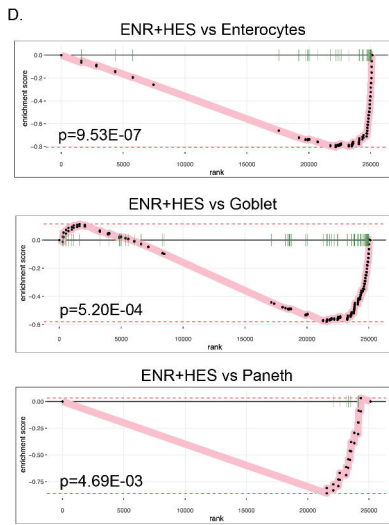 D.
ENR+HES vs Enterocytes
enrichment score
0.0
-0.2
-0.4
-0.6
-0.8
p=9.53E-07
0 5000 10000 15000 20000 25000
rank
ENR+HES vs Goblet
enrichment score
0.0
-0.2
-0.4
-0.6
p=5.20E-04
0 5000 10000 15000 20000 25000
rank
ENR+HES vs Paneth
enrichment score
0.00
-0.25
-0.50
-0.75
p=4.69E-03
0 5000 10000 15000 20000 25000
rank